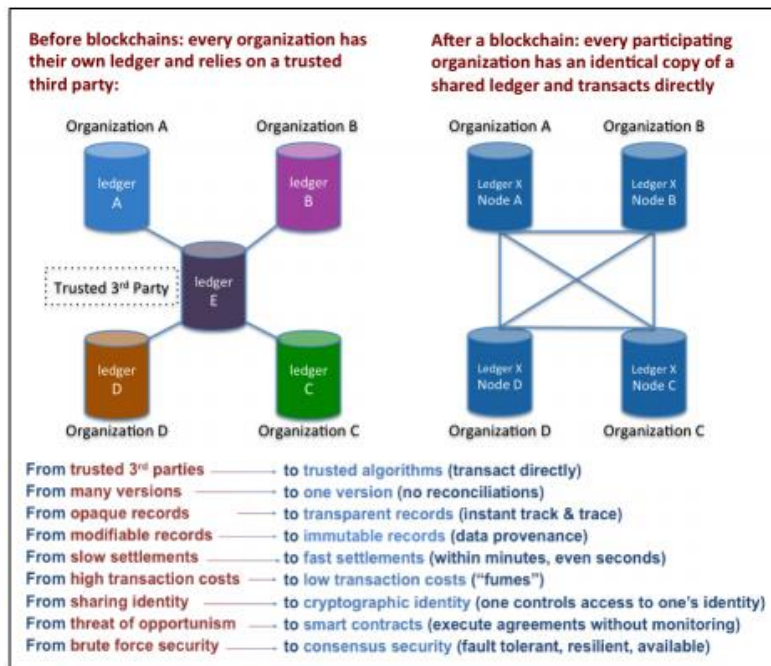 Before blockchains: every organization has
their own ledger and relies on a trusted
third party:
After a blockchain: every participating
organization has an identical copy of a
shared ledger and transacts directly
Organization A
Organization B
ledger
A
ledger
B
Trusted 3rd Party
ledger
E
ledger
D
ledger
C
Organization D
Organization C
Organization A
Organization B
Ledger X
Node A
Ledger X
Node B
Ledger X
Node D
Ledger X
Node C
Organization D
Organization C
From trusted 3rd parties to trusted algorithms (transact directly)
From many versions to one version (no reconciliations)
From opaque records to transparent records (instant track & trace)
From modifiable records to immutable records (data provenance)
From slow settlements to fast settlements (within minutes, even seconds)
From high transaction costs to low transaction costs (“fumes”)
From sharing identity to cryptographic identity (one controls access to one's identity)
From threat of opportunism to smart contracts (execute agreements without monitoring)
From brute force security to consensus security (fault tolerant, resilient, available)